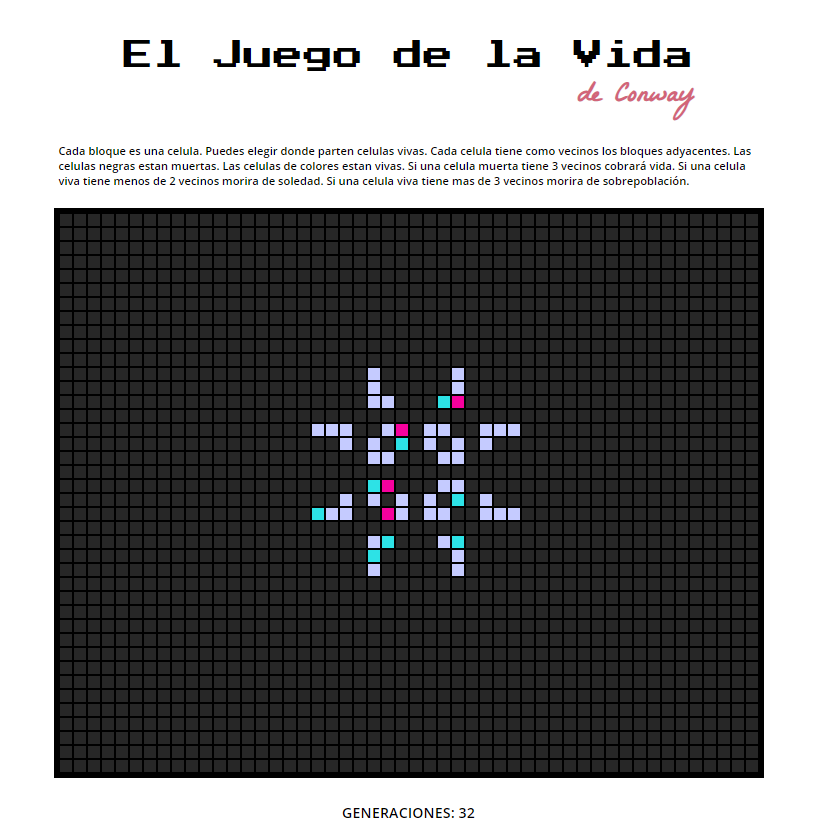 El Juego de la Vida
de Conway
Cada bloque es una celula. Puedes elegir donde parten celulas vivas. Cada celula tiene como vecinos los bloques adyacentes. Las
celulas negras estan muertas. Las celulas de colores estan vivas. Si una celula muerta tiene 3 vecinos cobrará vida. Si una celula
viva tiene menos de 2 vecinos morira de soledad. Si una celula viva tiene mas de 3 vecinos morira de sobrepoblación.
GENERACIONES: 32